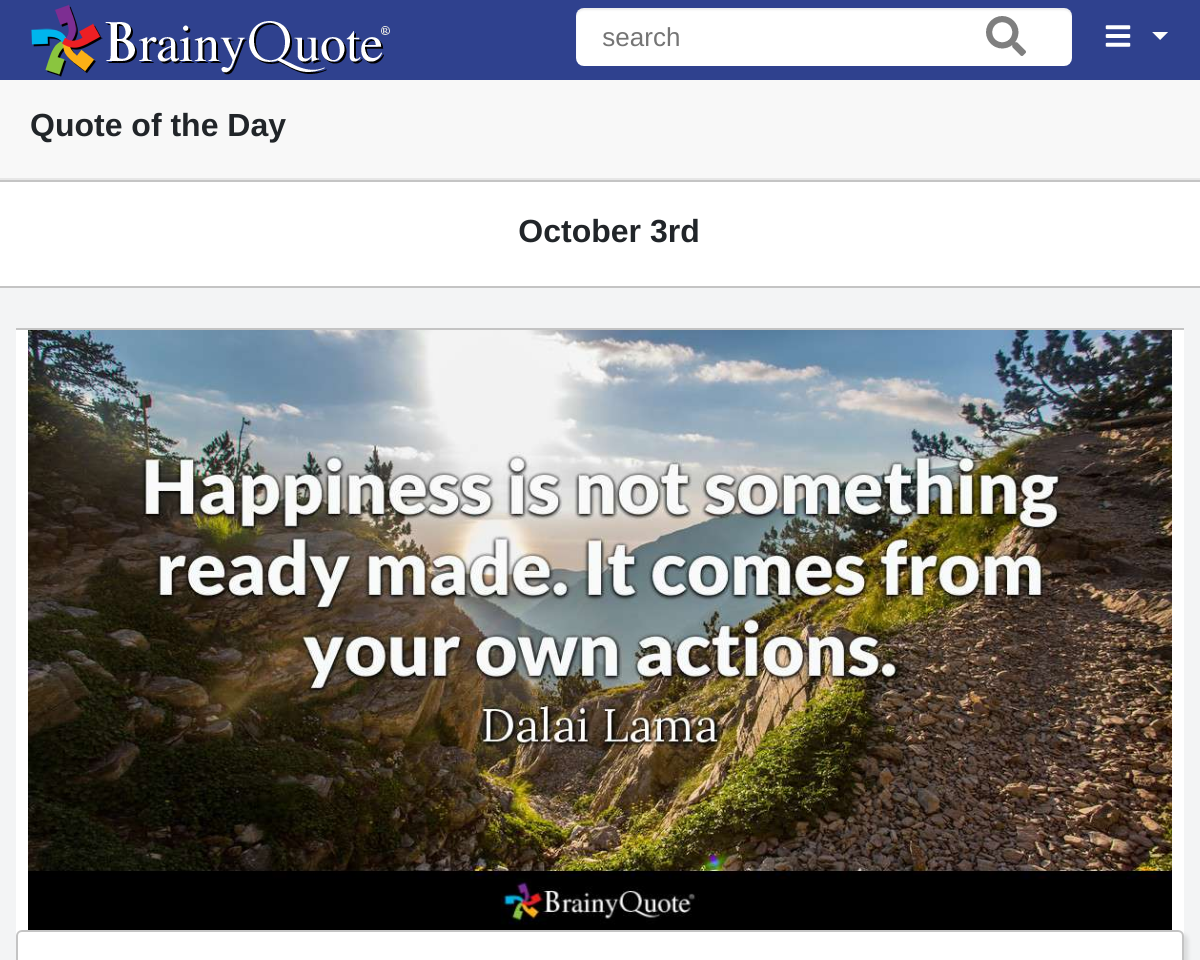 BrainyQuote®
search
Quote of the Day
October 3rd
Happiness is not something
ready made. It comes from
your own actions.
Dalai Lama
BrainyQuote®